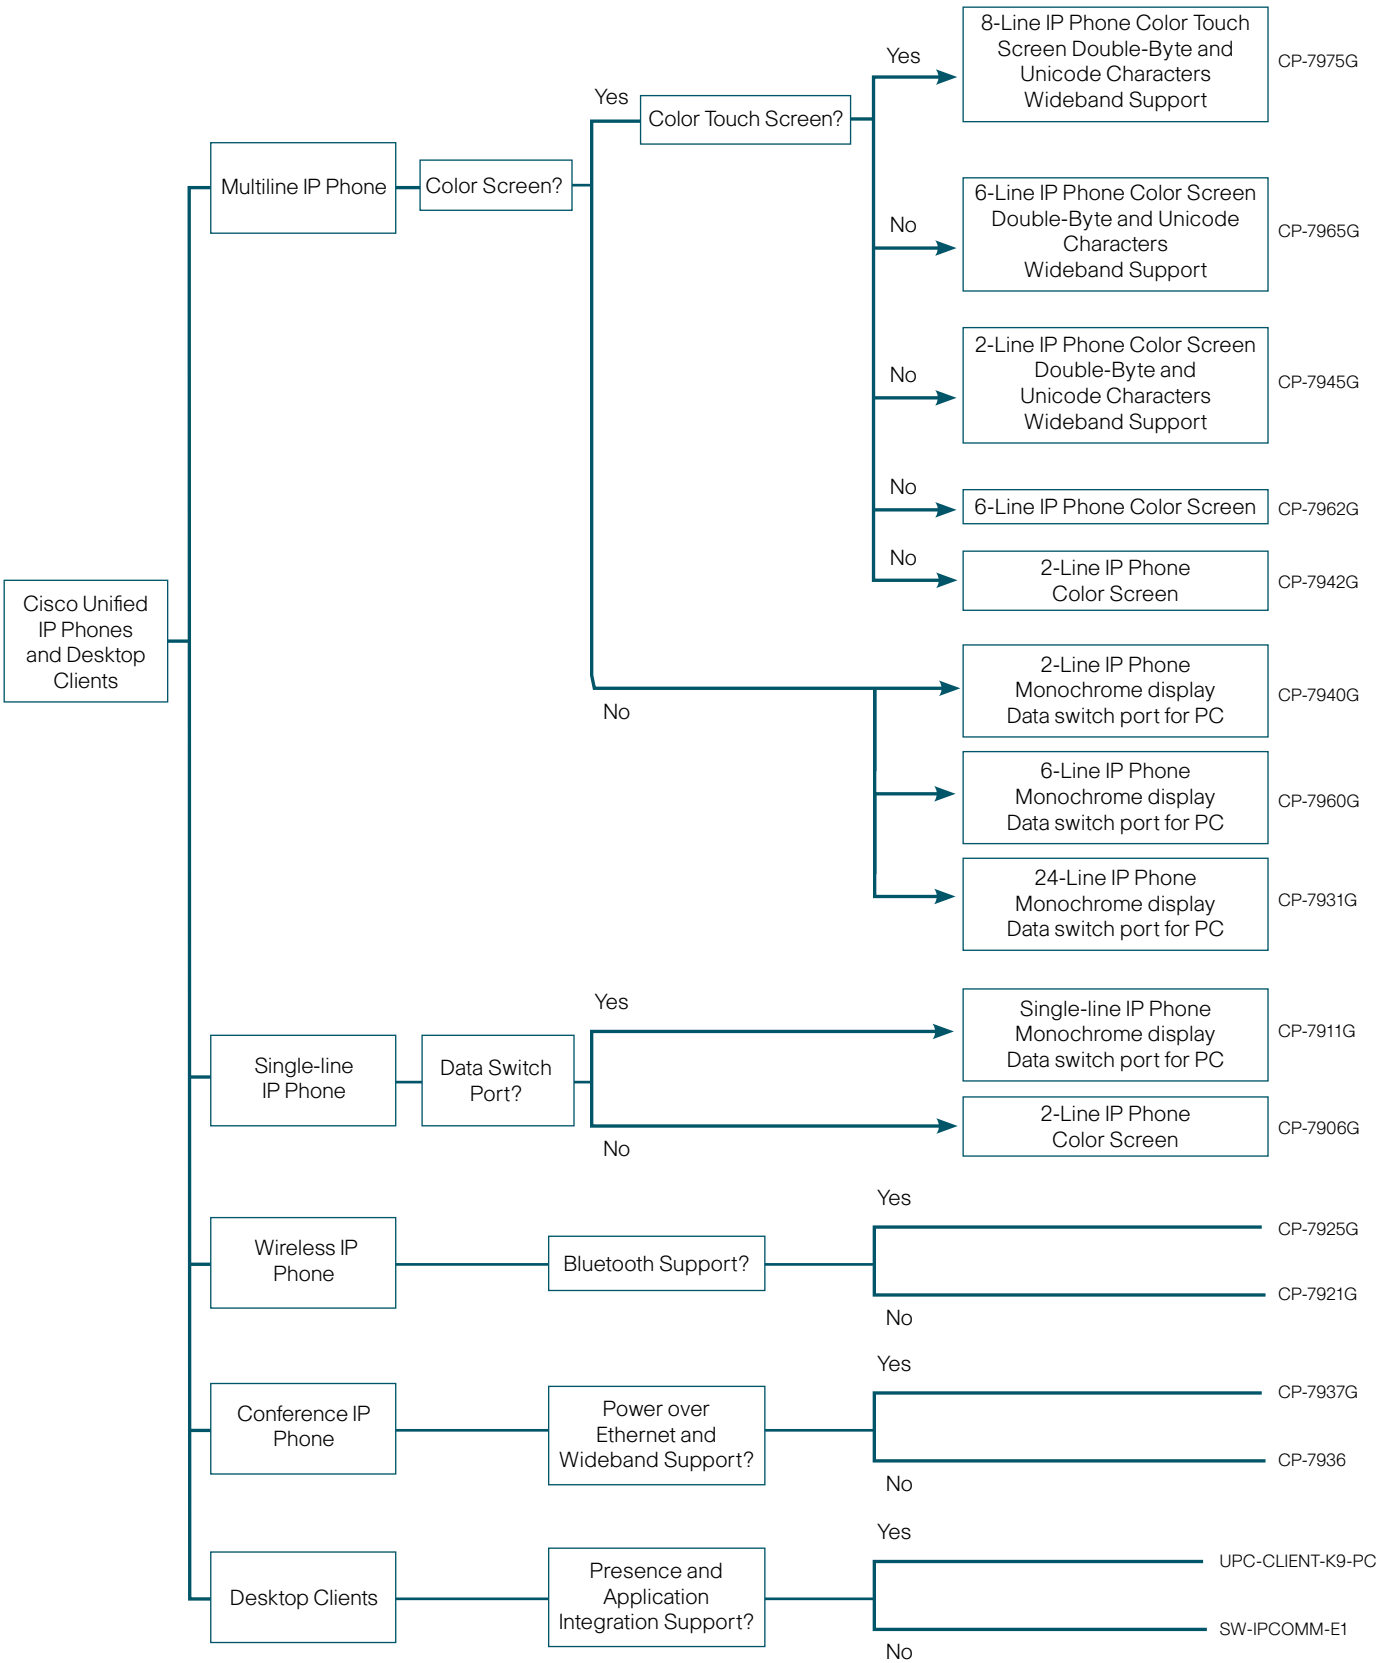 8-Line IP Phone Color Touch
Screen Double-Byte and
Unicode Characters
Wideband Support
CP-7975G
Yes
Yes
Color Touch Screen?
Multiline IP Phone
Color Screen?
6-Line IP Phone Color Screen
Double-Byte and Unicode
Characters
Wideband Support
CP-7965G
No
2-Line IP Phone Color Screen
Double-Byte and
Unicode Characters
Wideband Support
CP-7945G
No
No
6-Line IP Phone Color Screen
CP-7962G
No
2-Line IP Phone
Color Screen
CP-7942G
Cisco Unified
IP Phones
and Desktop
Clients
No
2-Line IP Phone
Monochrome display
Data switch port for PC
CP-7940G
6-Line IP Phone
Monochrome display
Data switch port for PC
CP-7960G
24-Line IP Phone
Monochrome display
Data switch port for PC
CP-7931G
Single-line
IP Phone
Data Switch
Port?
Yes
Single-line IP Phone
Monochrome display
Data switch port for PC
CP-7911G
No
2-Line IP Phone
Color Screen
CP-7906G
Wireless IP
Phone
Bluetooth Support?
Yes
CP-7925G
CP-7921G
No
Conference IP
Phone
Power over
Ethernet and
Wideband Support?
Yes
CP-7937G
CP-7936
No
Desktop Clients
Presence and
Application
Integration Support?
Yes
UPC-CLIENT-K9-PC
SW-IPCOMM-E1
No